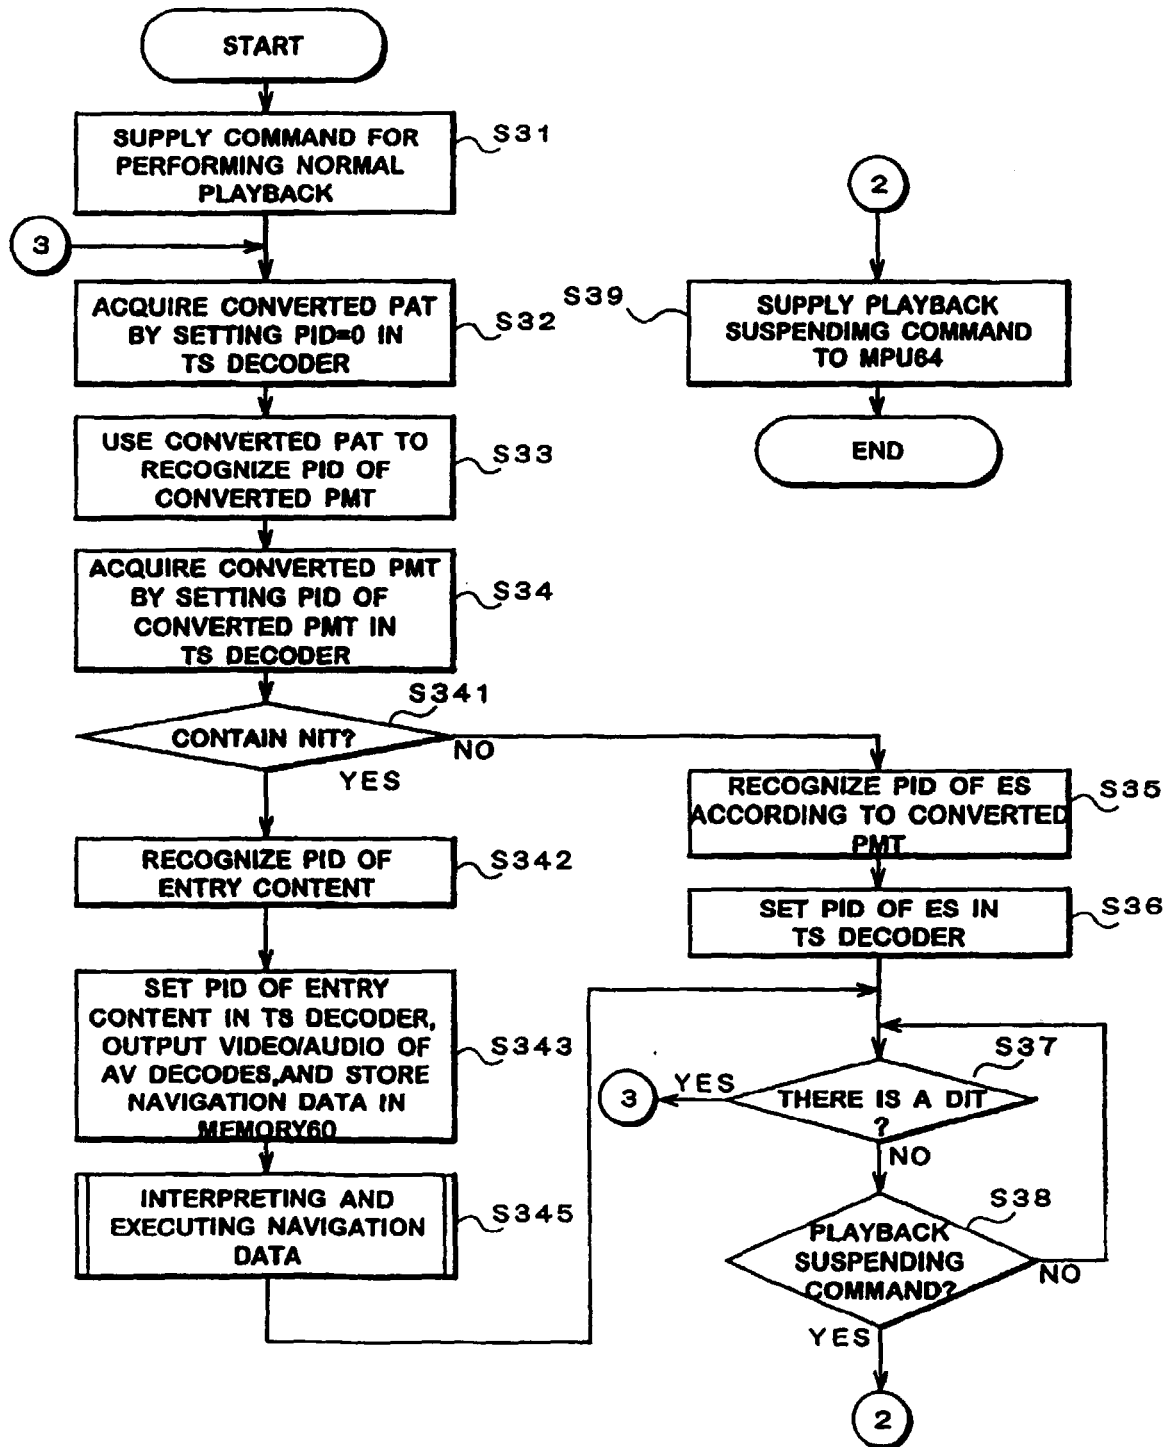 START
SUPPLY COMMAND FOR
PERFORMING NORMAL
PLAYBACK
S31
3
ACQUIRE CONVERTED PAT
BY SETTING PID=0 IN
TS DECODER
S32
USE CONVERTED PAT TO
RECOGNIZE PID OF
CONVERTED PMT
S33
ACQUIRE CONVERTED PMT
BY SETTING PID OF
CONVERTED PMT IN
TS DECODER
S34
S341
CONTAIN NIT?
NO
YES
RECOGNIZE PID OF
ENTRY CONTENT
S342
SET PID OF ENTRY
CONTENT IN TS DECODER,
OUTPUT VIDEO/AUDIO OF
AV DECODES,AND STORE
NAVIGATION DATA IN
MEMORY60
S343
INTERPRETING AND
EXECUTING NAVIGATION
DATA
S345
2
S39
SUPPLY PLAYBACK
SUSPENDIMG COMMAND
TO MPU64
END
RECOGNIZE PID OF ES
ACCORDING TO CONVERTED
PMT
S35
SET PID OF ES IN
TS DECODER
S36
S37
3
YES
THERE IS A DIT
?
NO
S38
PLAYBACK
SUSPENDING
COMMAND?
NO
YES
2